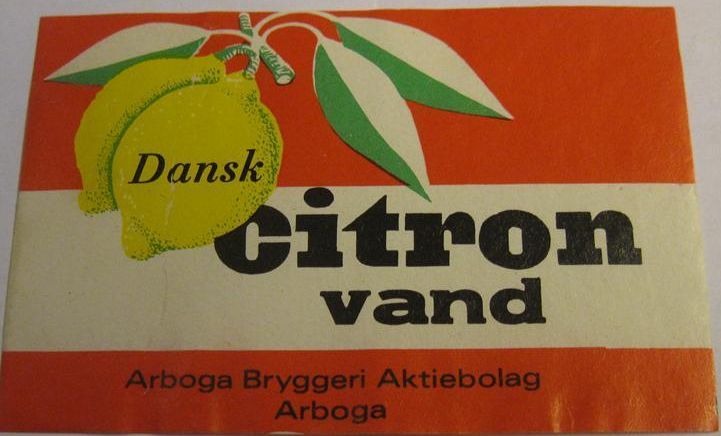 Dansk
citron
vand
Arboga Bryggeri Aktiebolag
Arboga